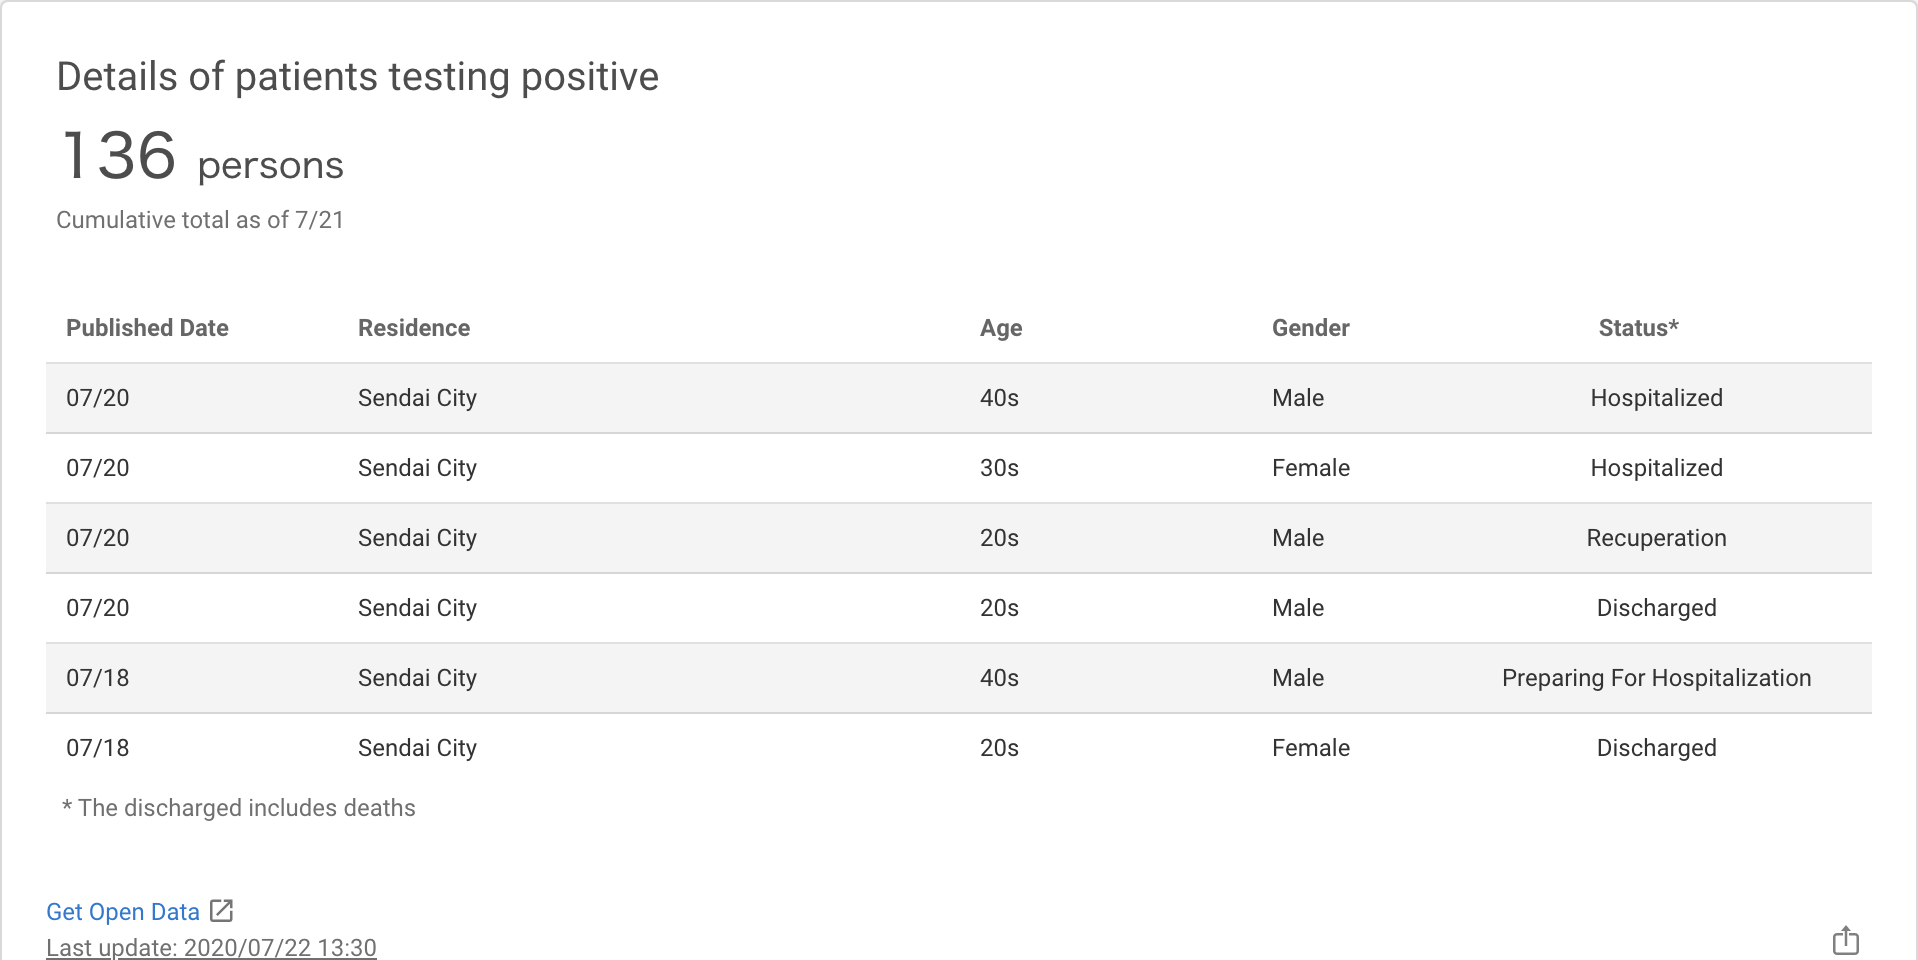 Details of patients testing positive
136 persons
Cumulative total as of 7/21
Published Date Residence Age Gender Status*
07/20 Sendai City 40s Male Hospitalized
07/20 Sendai City 30s Female Hospitalized
07/20 Sendai City 20s Male Recuperation
07/20 Sendai City 20s Male Discharged
07/18 Sendai City 40s Male Preparing For Hospitalization
07/18 Sendai City 20s Female Discharged
* The discharged includes deaths
Get Open Data
Last update: 2020/07/22 13:30